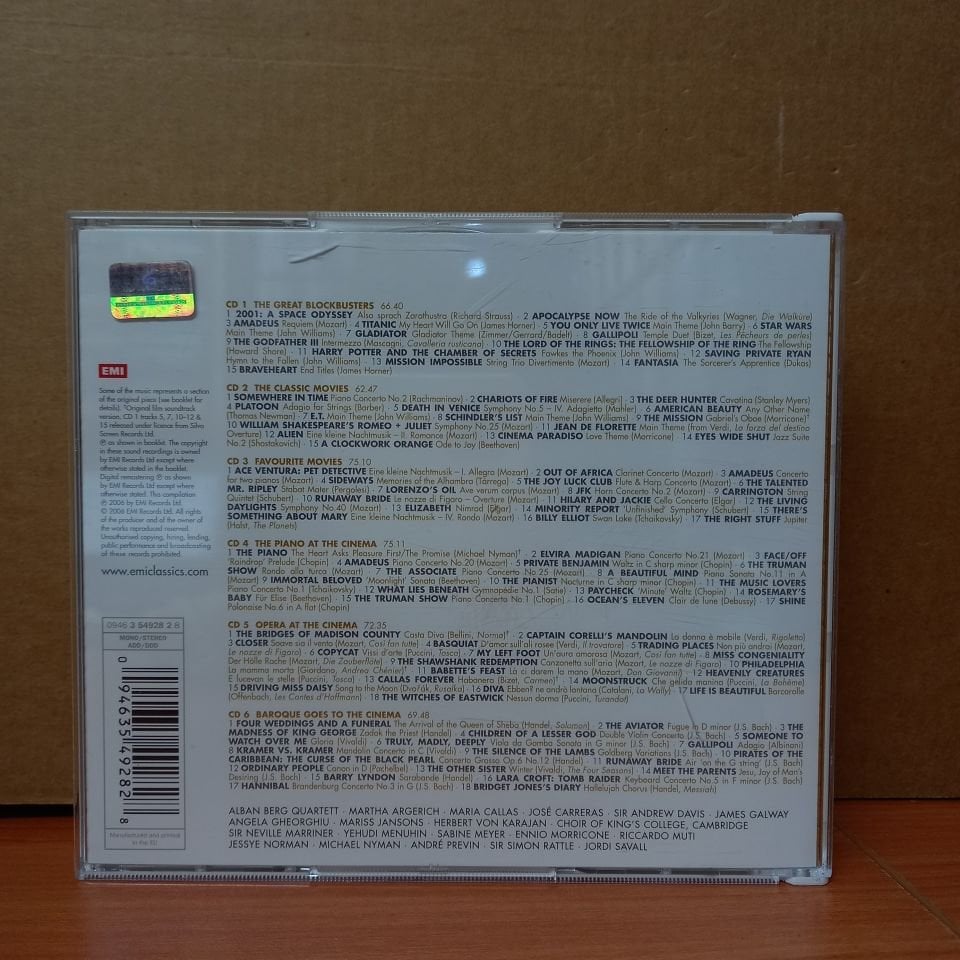 EMI
Some of the music represents a section
of the original piece (see booklet for
details). *Original film soundtrack
version. CD 1 tracks 5, 7, 10–12 &
15 released under licence from Silva
Screen Records Ltd.
℗ as shown in booklet. The copyright
in these sound recordings is owned
by EMI Records Ltd except where
otherwise stated in the booklet.
Digital remastering ℗ as shown
by EMI Records Ltd except where
otherwise stated. This compilation
℗ 2006 by EMI Records Ltd.
© 2006 EMI Records Ltd. All rights
of the producer and of the owner of
the works reproduced reserved.
Unauthorised copying, hiring, lending,
public performance and broadcasting
of these records prohibited.
www.emiclassics.com
0946 3 54928 2 8
MONO/STEREO
ADD/DDD
0 94635 49282 8
Manufactured and printed
in the EU
CD 1 THE GREAT BLOCKBUSTERS 66.40
1 2001: A SPACE ODYSSEY Also sprach Zarathustra (Richard Strauss) · 2 APOCALYPSE NOW The Ride of the Valkyries (Wagner, Die Walküre)
3 AMADEUS Requiem (Mozart) · 4 TITANIC My Heart Will Go On (James Horner) · 5 YOU ONLY LIVE TWICE Main Theme (John Barry) · 6 STAR WARS
Main Theme (John Williams) · 7 GLADIATOR Gladiator Theme (Zimmer/Gerrard/Badelt) · 8 GALLIPOLI Temple Duet (Bizet, Les Pêcheurs de perles)
9 THE GODFATHER III Intermezzo (Mascagni, Cavalleria rusticana) · 10 THE LORD OF THE RINGS: THE FELLOWSHIP OF THE RING The Fellowship
(Howard Shore) · 11 HARRY POTTER AND THE CHAMBER OF SECRETS Fawkes the Phoenix (John Williams) · 12 SAVING PRIVATE RYAN
Hymn to the Fallen (John Williams) · 13 MISSION IMPOSSIBLE String Trio Divertimento (Mozart) · 14 FANTASIA The Sorcerer's Apprentice (Dukas)
15 BRAVEHEART End Titles (James Horner)
CD 2 THE CLASSIC MOVIES 62.47
1 SOMEWHERE IN TIME Piano Concerto No.2 (Rachmaninov) · 2 CHARIOTS OF FIRE Miserere (Allegri) · 3 THE DEER HUNTER Cavatina (Stanley Myers)
4 PLATOON Adagio for Strings (Barber) · 5 DEATH IN VENICE Symphony No.5 – IV. Adagietto (Mahler) · 6 AMERICAN BEAUTY Any Other Name
(Thomas Newman) · 7 E.T. Main Theme (John Williams) · 8 SCHINDLER'S LIST Main Theme (John Williams) · 9 THE MISSION Gabriel's Oboe (Morricone)*
10 WILLIAM SHAKESPEARE'S ROMEO + JULIET Symphony No.25 (Mozart) · 11 JEAN DE FLORETTE Main Theme (from Verdi, La forza del destino
Overture) 12 ALIEN Eine kleine Nachtmusik – II. Romance (Mozart) · 13 CINEMA PARADISO Love Theme (Morricone) · 14 EYES WIDE SHUT Jazz Suite
No.2 (Shostakovich) · 15 A CLOCKWORK ORANGE Ode to Joy (Beethoven)
CD 3 FAVOURITE MOVIES 75.10
1 ACE VENTURA: PET DETECTIVE Eine kleine Nachtmusik – I. Allegro (Mozart) · 2 OUT OF AFRICA Clarinet Concerto (Mozart) · 3 AMADEUS Concerto
for two pianos (Mozart) · 4 SIDEWAYS Memories of the Alhambra (Tárrega) · 5 THE JOY LUCK CLUB Flute & Harp Concerto (Mozart) · 6 THE TALENTED
MR. RIPLEY Stabat Mater (Pergolesi) · 7 LORENZO'S OIL Ave verum corpus (Mozart) · 8 JFK Horn Concerto No.2 (Mozart) · 9 CARRINGTON String
Quintet (Schubert) · 10 RUNAWAY BRIDE Le nozze di Figaro – Overture (Mozart) · 11 HILARY AND JACKIE Cello Concerto (Elgar) · 12 THE LIVING
DAYLIGHTS Symphony No.40 (Mozart) · 13 ELIZABETH Nimrod (Elgar) · 14 MINORITY REPORT 'Unfinished' Symphony (Schubert) · 15 THERE'S
SOMETHING ABOUT MARY Eine kleine Nachtmusik – IV. Rondo (Mozart) · 16 BILLY ELLIOT Swan Lake (Tchaikovsky) · 17 THE RIGHT STUFF Jupiter
(Holst, The Planets)
CD 4 THE PIANO AT THE CINEMA 75.11
1 THE PIANO The Heart Asks Pleasure First/The Promise (Michael Nyman)† · 2 ELVIRA MADIGAN Piano Concerto No.21 (Mozart) · 3 FACE/OFF
'Raindrop' Prelude (Chopin) · 4 AMADEUS Piano Concerto No.20 (Mozart) · 5 PRIVATE BENJAMIN Waltz in C sharp minor (Chopin) · 6 THE TRUMAN
SHOW Rondo alla turca (Mozart) · 7 THE ASSOCIATE Piano Concerto No.25 (Mozart) · 8 A BEAUTIFUL MIND Piano Sonata No.11 in A
(Mozart) 9 IMMORTAL BELOVED 'Moonlight' Sonata (Beethoven) · 10 THE PIANIST Nocturne in C sharp minor (Chopin) · 11 THE MUSIC LOVERS
Piano Concerto No.1 (Tchaikovsky) · 12 WHAT LIES BENEATH Gymnopédie No.1 (Satie) · 13 PAYCHECK 'Minute' Waltz (Chopin) · 14 ROSEMARY'S
BABY Für Elise (Beethoven) · 15 THE TRUMAN SHOW Piano Concerto No.1 (Chopin) · 16 OCEAN'S ELEVEN Clair de lune (Debussy) · 17 SHINE
Polonaise No.6 in A flat (Chopin)
CD 5 OPERA AT THE CINEMA 72.35
1 THE BRIDGES OF MADISON COUNTY Casta Diva (Bellini, Norma)† · 2 CAPTAIN CORELLI'S MANDOLIN La donna è mobile (Verdi, Rigoletto)
3 CLOSER Soave sia il vento (Mozart, Così fan tutte) · 4 BASQUIAT D'amor sull'ali rosee (Verdi, Il trovatore) · 5 TRADING PLACES Non più andrai (Mozart,
Le nozze di Figaro) · 6 COPYCAT Vissi d'arte (Puccini, Tosca) · 7 MY LEFT FOOT Un'aura amorosa (Mozart, Così fan tutte) · 8 MISS CONGENIALITY
Der Hölle Rache (Mozart, Die Zauberflöte) · 9 THE SHAWSHANK REDEMPTION Canzonetta sull'aria (Mozart, Le nozze di Figaro) · 10 PHILADELPHIA
La mamma morta (Giordano, Andrea Chénier)† · 11 BABETTE'S FEAST Là ci darem la mano (Mozart, Don Giovanni) · 12 HEAVENLY CREATURES
E lucevan le stelle (Puccini, Tosca) · 13 CALLAS FOREVER Habanera (Bizet, Carmen)† · 14 MOONSTRUCK Che gelida manina (Puccini, La Bohème)
15 DRIVING MISS DAISY Song to the Moon (Dvořák, Rusalka) · 16 DIVA Ebben? ne andrò lontana (Catalani, La Wally) · 17 LIFE IS BEAUTIFUL Barcarolle
(Offenbach, Les Contes d'Hoffmann) · 18 THE WITCHES OF EASTWICK Nessun dorma (Puccini, Turandot)
CD 6 BAROQUE GOES TO THE CINEMA 69.48
1 FOUR WEDDINGS AND A FUNERAL The Arrival of the Queen of Sheba (Handel, Solomon) · 2 THE AVIATOR Fugue in D minor (J.S. Bach) · 3 THE
MADNESS OF KING GEORGE Zadok the Priest (Handel) · 4 CHILDREN OF A LESSER GOD Double Violin Concerto (J.S. Bach) · 5 SOMEONE TO
WATCH OVER ME Gloria (Vivaldi) · 6 TRULY, MADLY, DEEPLY Viola da Gamba Sonata in G minor (J.S. Bach) · 7 GALLIPOLI Adagio (Albinoni)
8 KRAMER VS. KRAMER Mandolin Concerto in C (Vivaldi) · 9 THE SILENCE OF THE LAMBS Goldberg Variations (J.S. Bach) · 10 PIRATES OF THE
CARIBBEAN: THE CURSE OF THE BLACK PEARL Concerto Grosso Op.6 No.12 (Handel) · 11 RUNAWAY BRIDE Air 'on the G string' (J.S. Bach)
12 ORDINARY PEOPLE Canon in D (Pachelbel) · 13 THE OTHER SISTER Winter (Vivaldi, The Four Seasons) · 14 MEET THE PARENTS Jesu, Joy of Man's
Desiring (J.S. Bach) · 15 BARRY LYNDON Sarabande (Handel) · 16 LARA CROFT: TOMB RAIDER Keyboard Concerto No.5 in F minor (J.S. Bach)
17 HANNIBAL Brandenburg Concerto No.3 in G (J.S. Bach) · 18 BRIDGET JONES'S DIARY Hallelujah Chorus (Handel, Messiah)
ALBAN BERG QUARTETT · MARTHA ARGERICH · MARIA CALLAS · JOSÉ CARRERAS · SIR ANDREW DAVIS · JAMES GALWAY
ANGELA GHEORGHIU · MARISS JANSONS · HERBERT VON KARAJAN · CHOIR OF KING'S COLLEGE, CAMBRIDGE
SIR NEVILLE MARRINER · YEHUDI MENUHIN · SABINE MEYER · ENNIO MORRICONE · RICCARDO MUTI
JESSYE NORMAN · MICHAEL NYMAN · ANDRÉ PREVIN · SIR SIMON RATTLE · JORDI SAVALL